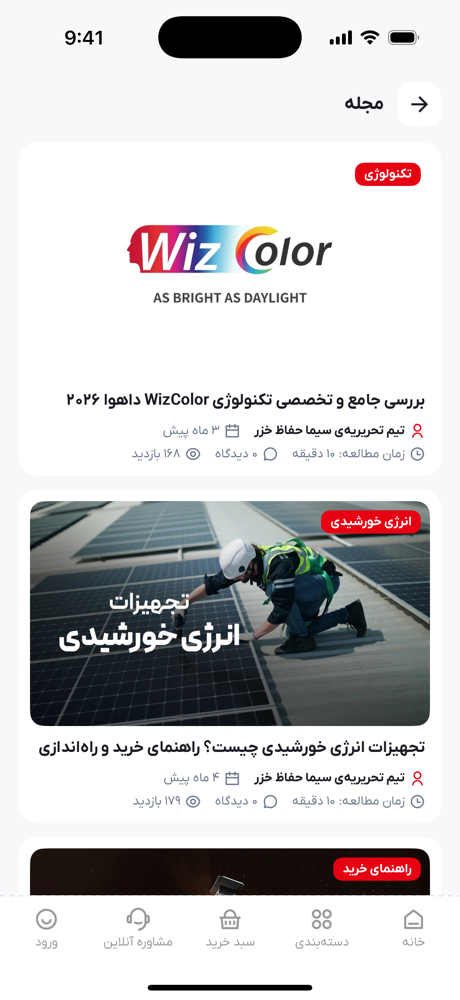 9:41
مجله
تکنولوژی
Wiz Color
AS BRIGHT AS DAYLIGHT
بررسی جامع و تخصصی تکنولوژی WizColor داهوا ۲۰۲۶
تیم تحریریه‌ی سیما حفاظ خزر ۳ ماه پیش
زمان مطالعه: ۱۰ دقیقه ۰ دیدگاه ۱۶۸ بازدید
انرژی خورشیدی
تجهیزات
انرژی خورشیدی
تجهیزات انرژی خورشیدی چیست؟ راهنمای خرید و راه‌اندازی
تیم تحریریه‌ی سیما حفاظ خزر ۴ ماه پیش
زمان مطالعه: ۱۰ دقیقه ۰ دیدگاه ۱۷۹ بازدید
راهنمای خرید
خانه دسته‌بندی سبد خرید مشاوره آنلاین ورود